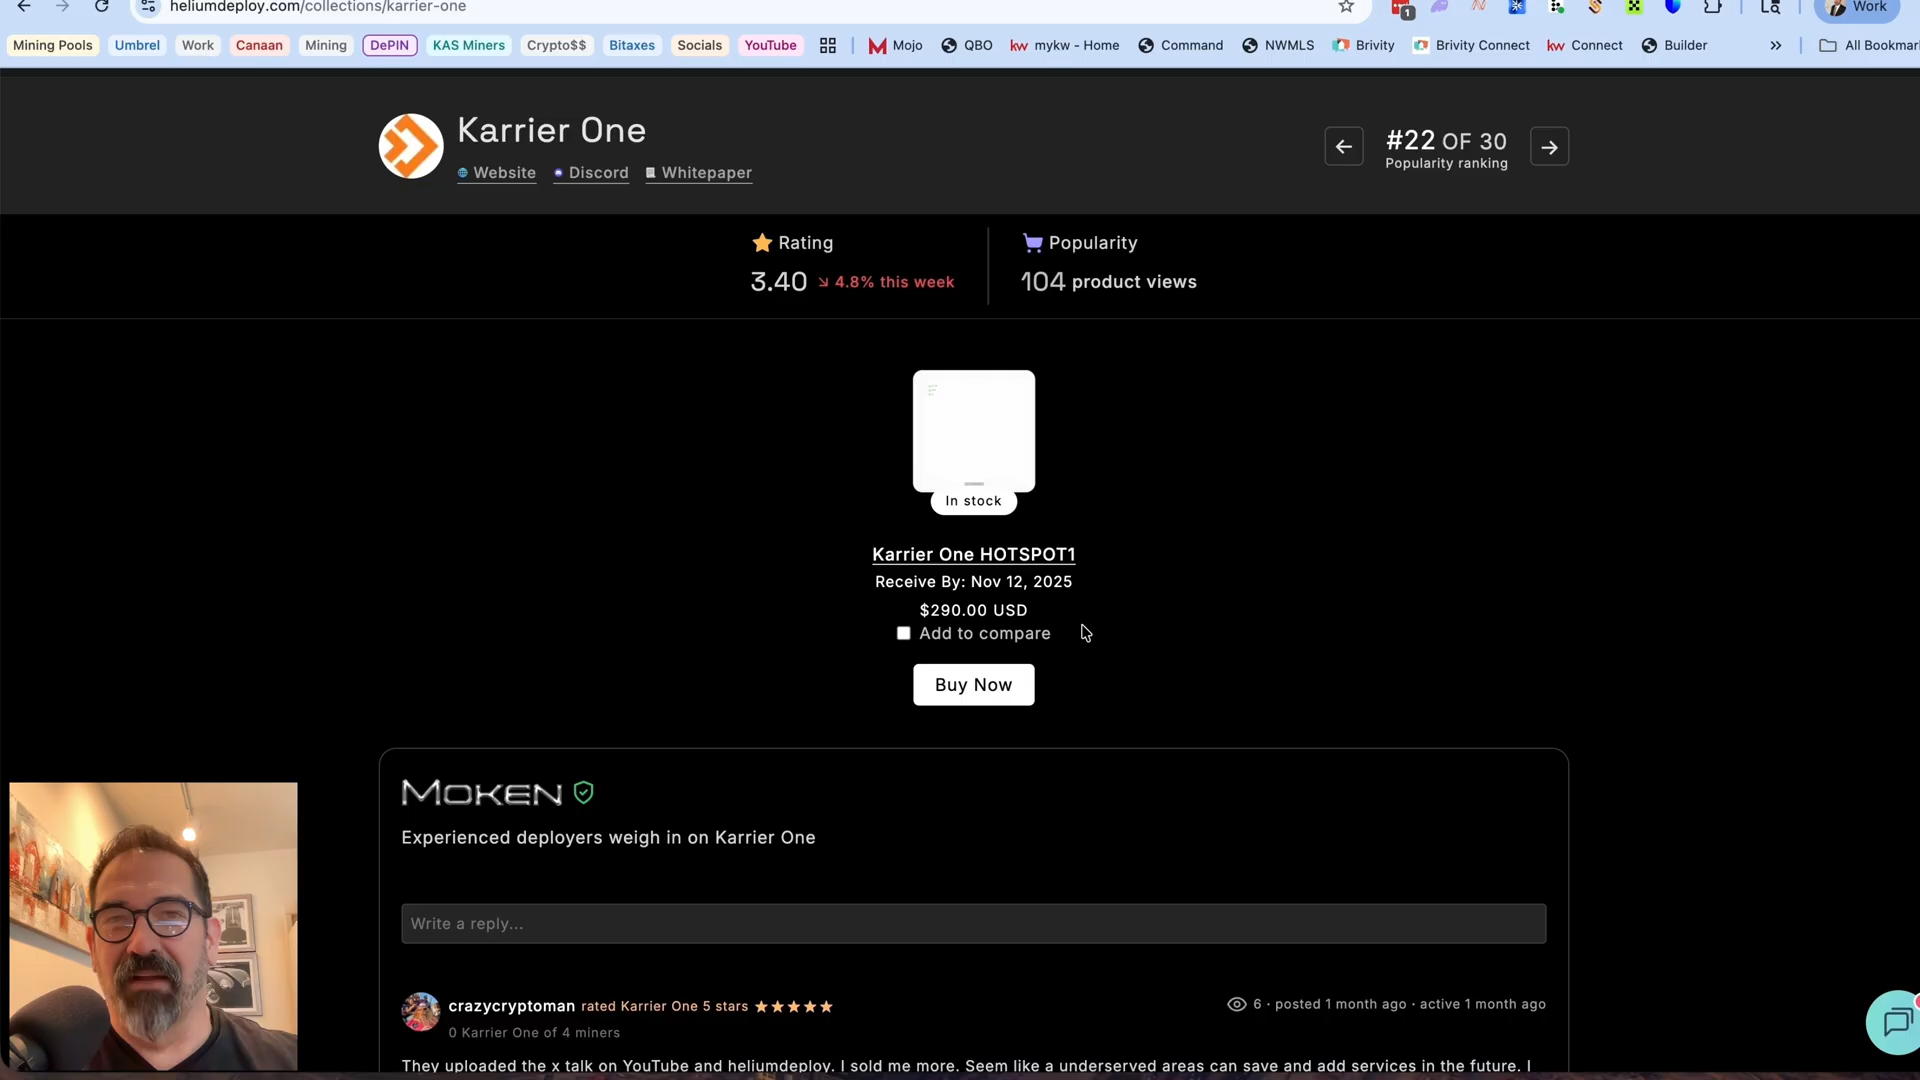 heliumdeploy.com/collections/karrier-one
1
Work
Mining Pools
Umbrel
Work
Canaan
Mining
DePIN
KAS Miners
Crypto$$
Bitaxes
Socials
YouTube
Mojo
QBO
kw mykw - Home
Command
NWMLS
Brivity
Brivity Connect
kw Connect
Builder
»
All Bookmar
Karrier One
Website
Discord
Whitepaper
#22 OF 30
Popularity ranking
Rating
3.40 ↘ 4.8% this week
Popularity
104 product views
In stock
Karrier One HOTSPOT1
Receive By: Nov 12, 2025
$290.00 USD
Add to compare
Buy Now
MOKEN
Experienced deployers weigh in on Karrier One
Write a reply...
crazycryptoman rated Karrier One 5 stars ★★★★★
6 · posted 1 month ago · active 1 month ago
0 Karrier One of 4 miners
They uploaded the x talk on YouTube and heliumdeploy. I sold me more. Seem like a underserved areas can save and add services in the future. I